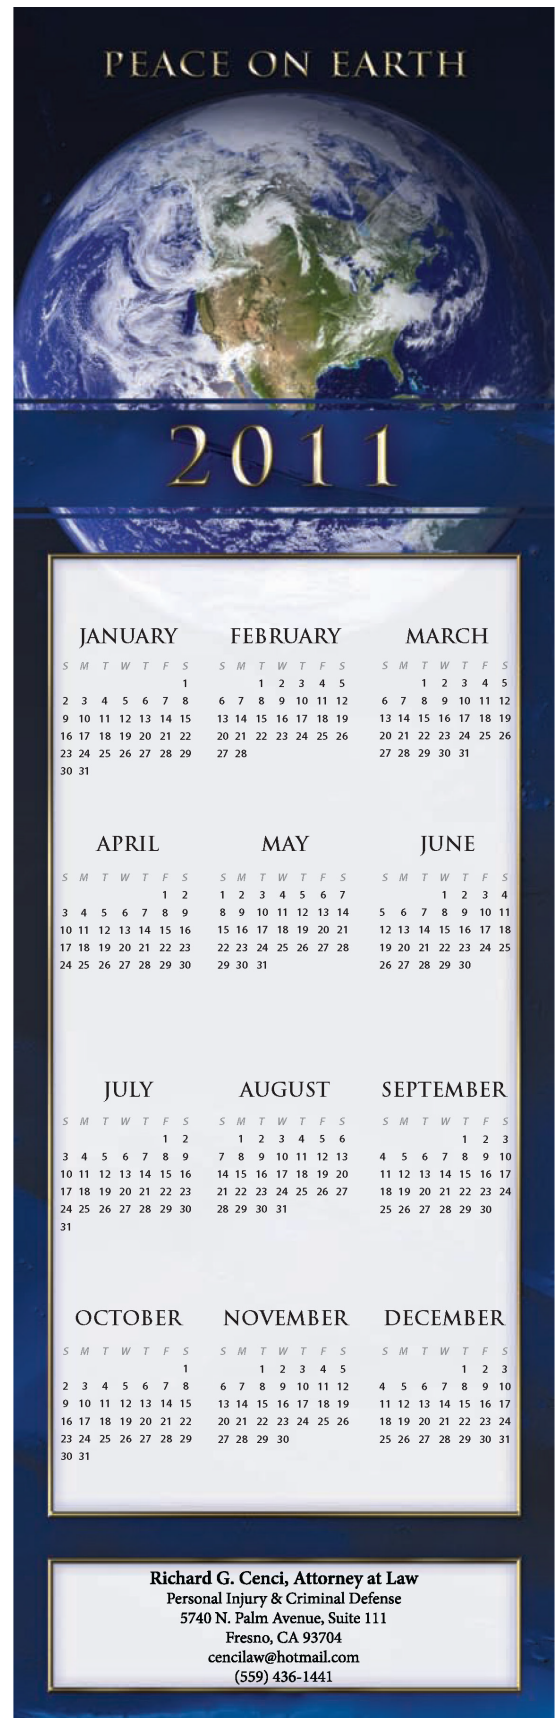 PEACE ON EARTH
2011
JANUARY
S M T W T F S
1
2 3 4 5 6 7 8
9 10 11 12 13 14 15
16 17 18 19 20 21 22
23 24 25 26 27 28 29
30 31
FEBRUARY
S M T W T F S
1 2 3 4 5
6 7 8 9 10 11 12
13 14 15 16 17 18 19
20 21 22 23 24 25 26
27 28
MARCH
S M T W T F S
1 2 3 4 5
6 7 8 9 10 11 12
13 14 15 16 17 18 19
20 21 22 23 24 25 26
27 28 29 30 31
APRIL
S M T W T F S
1 2
3 4 5 6 7 8 9
10 11 12 13 14 15 16
17 18 19 20 21 22 23
24 25 26 27 28 29 30
MAY
S M T W T F S
1 2 3 4 5 6 7
8 9 10 11 12 13 14
15 16 17 18 19 20 21
22 23 24 25 26 27 28
29 30 31
JUNE
S M T W T F S
1 2 3 4
5 6 7 8 9 10 11
12 13 14 15 16 17 18
19 20 21 22 23 24 25
26 27 28 29 30
JULY
S M T W T F S
1 2
3 4 5 6 7 8 9
10 11 12 13 14 15 16
17 18 19 20 21 22 23
24 25 26 27 28 29 30
31
AUGUST
S M T W T F S
1 2 3 4 5 6
7 8 9 10 11 12 13
14 15 16 17 18 19 20
21 22 23 24 25 26 27
28 29 30 31
SEPTEMBER
S M T W T F S
1 2 3
4 5 6 7 8 9 10
11 12 13 14 15 16 17
18 19 20 21 22 23 24
25 26 27 28 29 30
OCTOBER
S M T W T F S
1
2 3 4 5 6 7 8
9 10 11 12 13 14 15
16 17 18 19 20 21 22
23 24 25 26 27 28 29
30 31
NOVEMBER
S M T W T F S
1 2 3 4 5
6 7 8 9 10 11 12
13 14 15 16 17 18 19
20 21 22 23 24 25 26
27 28 29 30
DECEMBER
S M T W T F S
1 2 3
4 5 6 7 8 9 10
11 12 13 14 15 16 17
18 19 20 21 22 23 24
25 26 27 28 29 30 31
Richard G. Cenci, Attorney at Law
Personal Injury & Criminal Defense
5740 N. Palm Avenue, Suite 111
Fresno, CA 93704
cencilaw@hotmail.com
(559) 436-1441